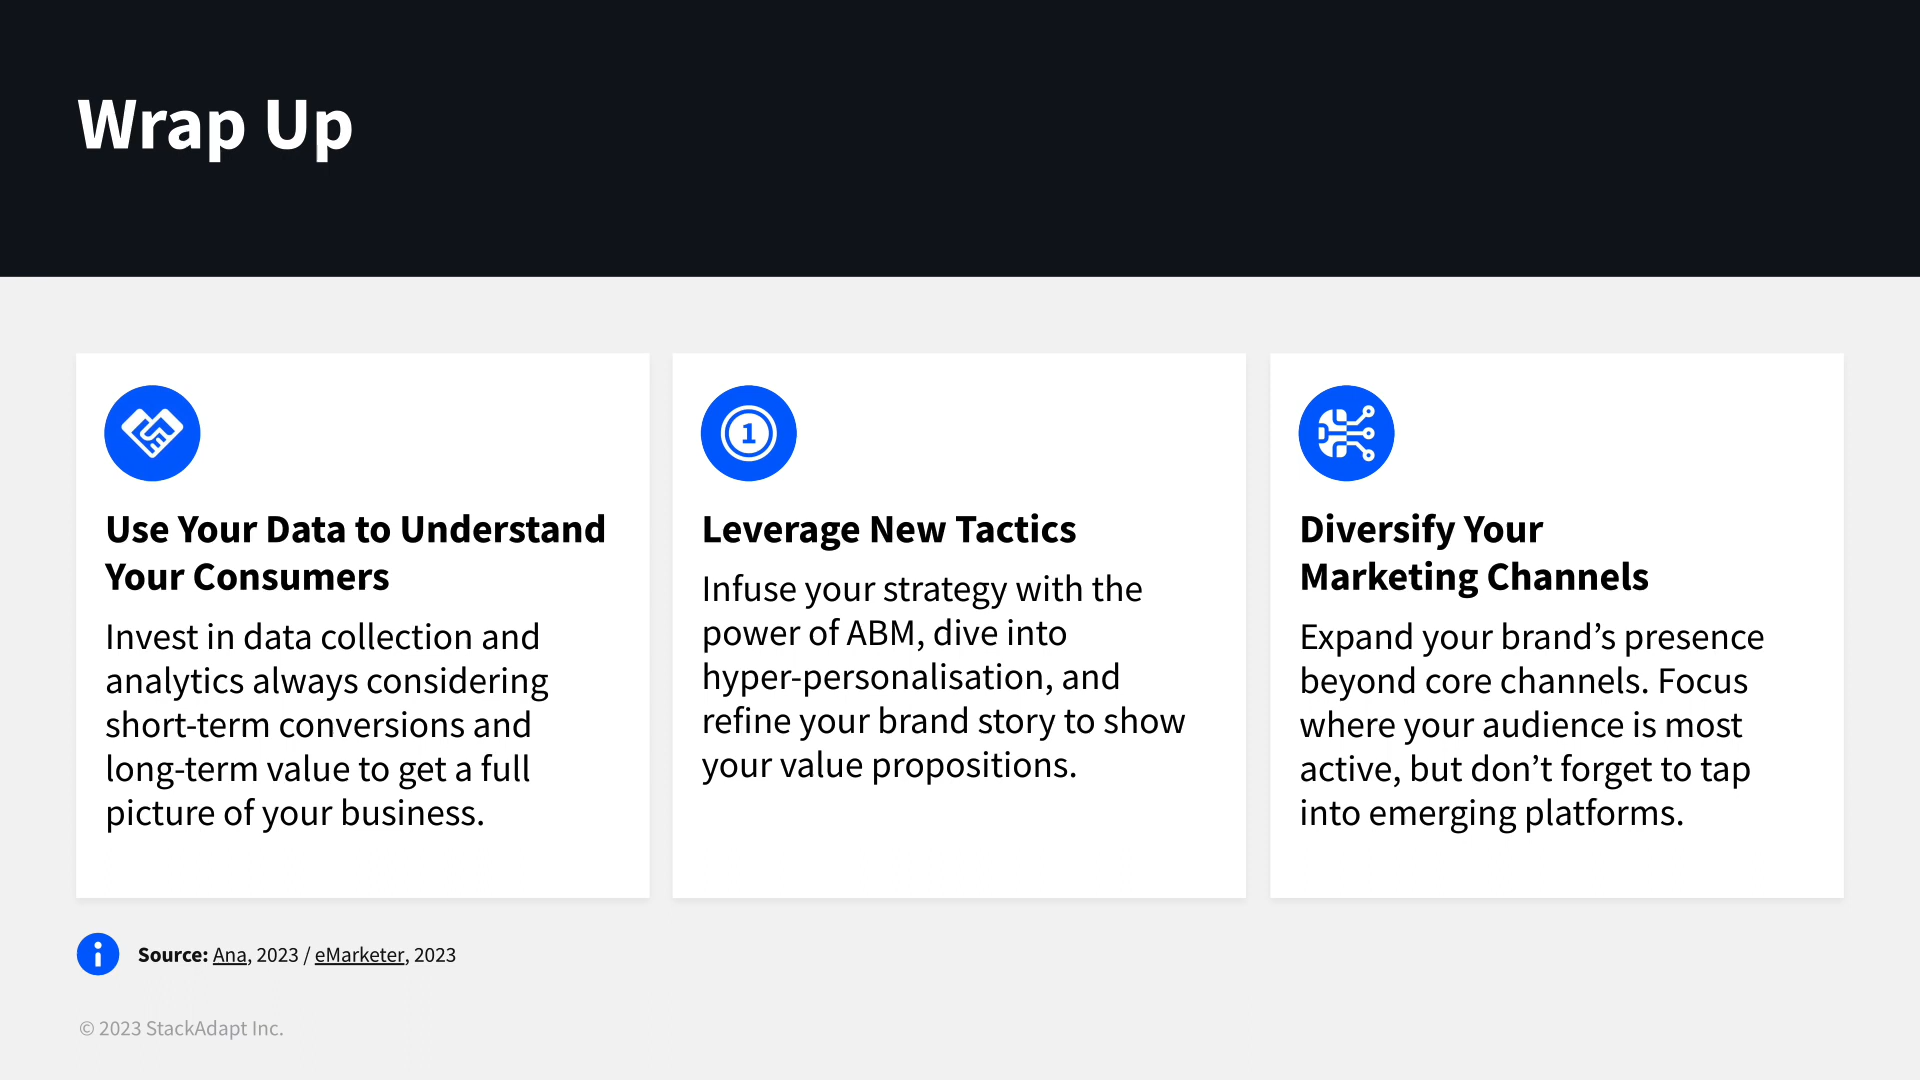 Wrap Up
Use Your Data to Understand
Your Consumers
Invest in data collection and
analytics always considering
short-term conversions and
long-term value to get a full
picture of your business.
1
Leverage New Tactics
Infuse your strategy with the
power of ABM, dive into
hyper-personalisation, and
refine your brand story to show
your value propositions.
Diversify Your
Marketing Channels
Expand your brand’s presence
beyond core channels. Focus
where your audience is most
active, but don’t forget to tap
into emerging platforms.
Source: Ana, 2023 / eMarketer, 2023
© 2023 StackAdapt Inc.